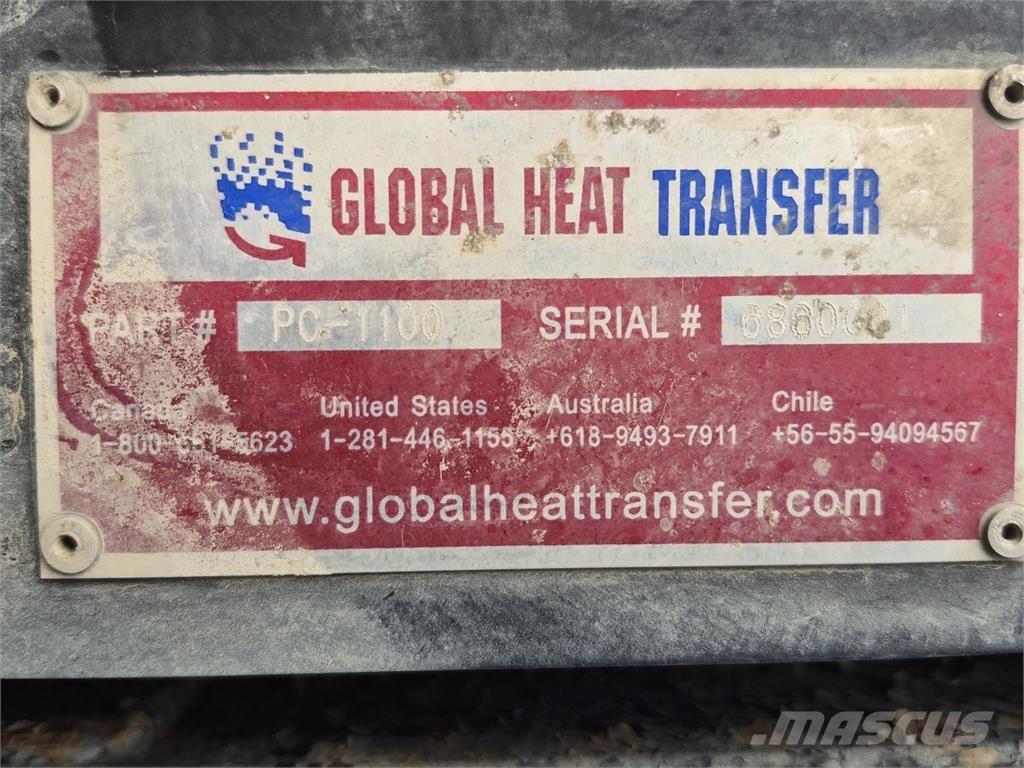 GLOBAL HEAT TRANSFER
PART # PC-1100 SERIAL #
Canada United States Australia Chile
1-281-446-1155 +618-9493-7911 +56-55-94094567
www.globalheattransfer.com
MASCUS